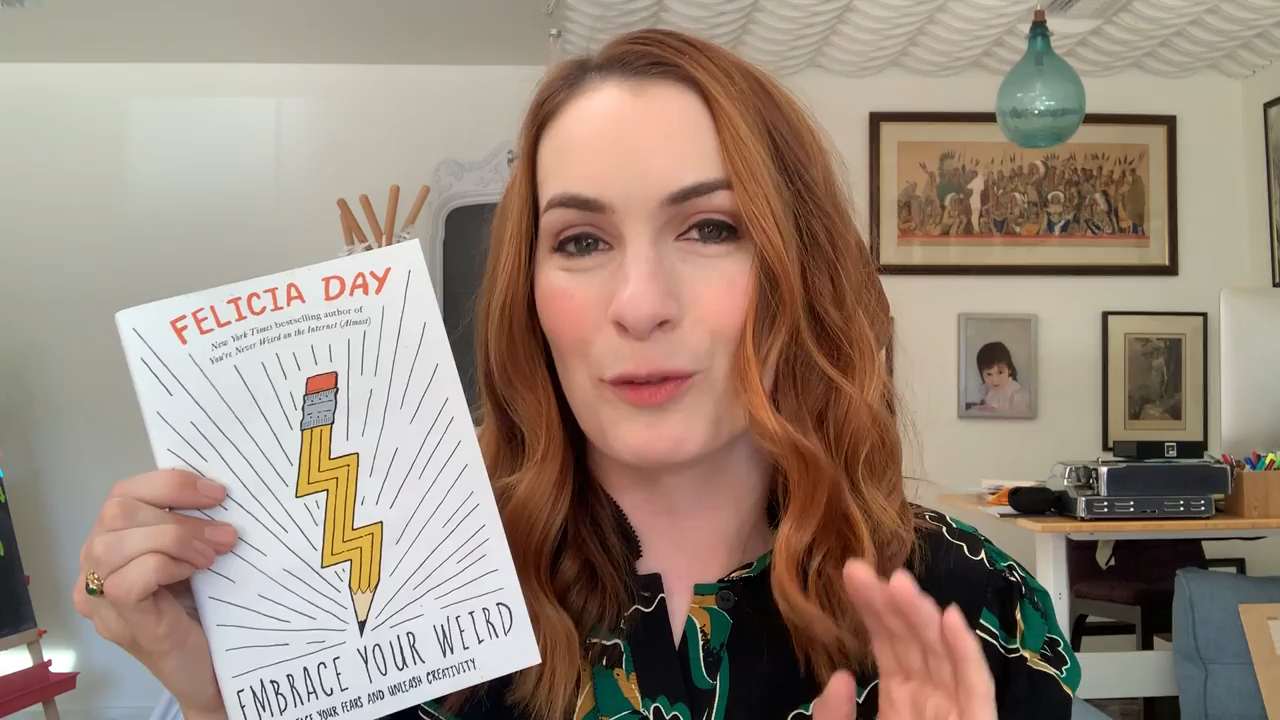 FELICIA DAY
New York Times bestselling author of
You're Never Weird on the Internet (Almost)
EMBRACE YOUR WEIRD
FACE YOUR FEARS AND UNLEASH CREATIVITY